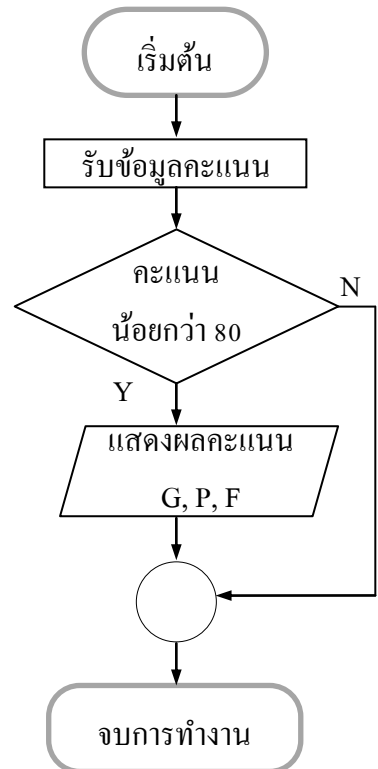 เริ่มต้น
รับข้อมูลคะแนน
คะแนน
น้อยกว่า 80
N
Y
แสดงผลคะแนน
G, P, F
จบการทำงาน